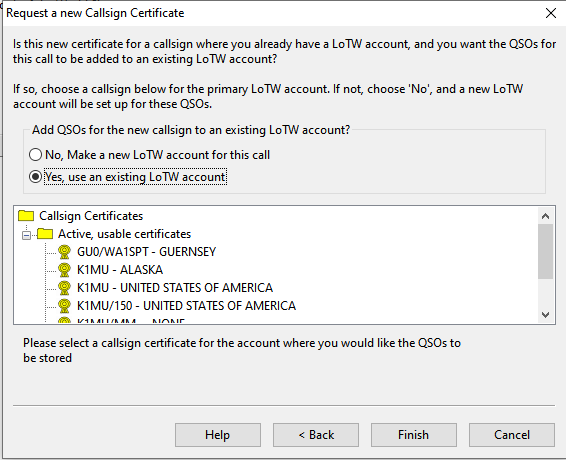 Request a new Callsign Certificate
Is this new certificate for a callsign where you already have a LoTW account, and you want the QSOs for
this call to be added to an existing LoTW account?
If so, choose a callsign below for the primary LoTW account. If not, choose 'No', and a new LoTW
account will be set up for these QSOs.
Add QSOs for the new callsign to an existing LoTW account?
No, Make a new LoTW account for this call
Yes, use an existing LoTW account
Callsign Certificates
Active, usable certificates
GU0/WA1SPT - GUERNSEY
K1MU - ALASKA
K1MU - UNITED STATES OF AMERICA
K1MU/150 - UNITED STATES OF AMERICA
K1MU/MM - NONE
Please select a callsign certificate for the account where you would like the QSOs to
be stored
Help
< Back
Finish
Cancel